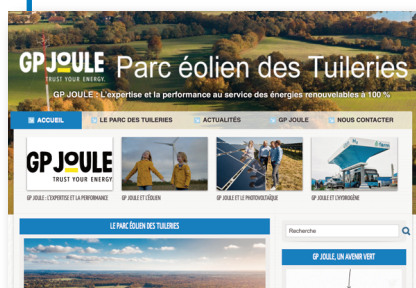 GP JOULE
TRUST YOUR ENERGY.
Parc éolien des Tuileries
GP JOULE : L'expertise et la performance au service des énergies renouvelables à 100 %
ACCUEIL
LE PARC DES TUILERIES
ACTUALITÉS
GP JOULE
NOUS CONTACTER
GP JOULE
TRUST YOUR ENERGY
GP JOULE : L'EXPERTISE ET LA PERFORMANCE
GP JOULE ET L'ÉOLIEN
GP JOULE ET LE PHOTOVOLTAÏQUE
GP JOULE ET L'HYDROGÈNE
LE PARC ÉOLIEN DES TUILERIES
Recherche
GP JOULE, UN AVENIR VERT